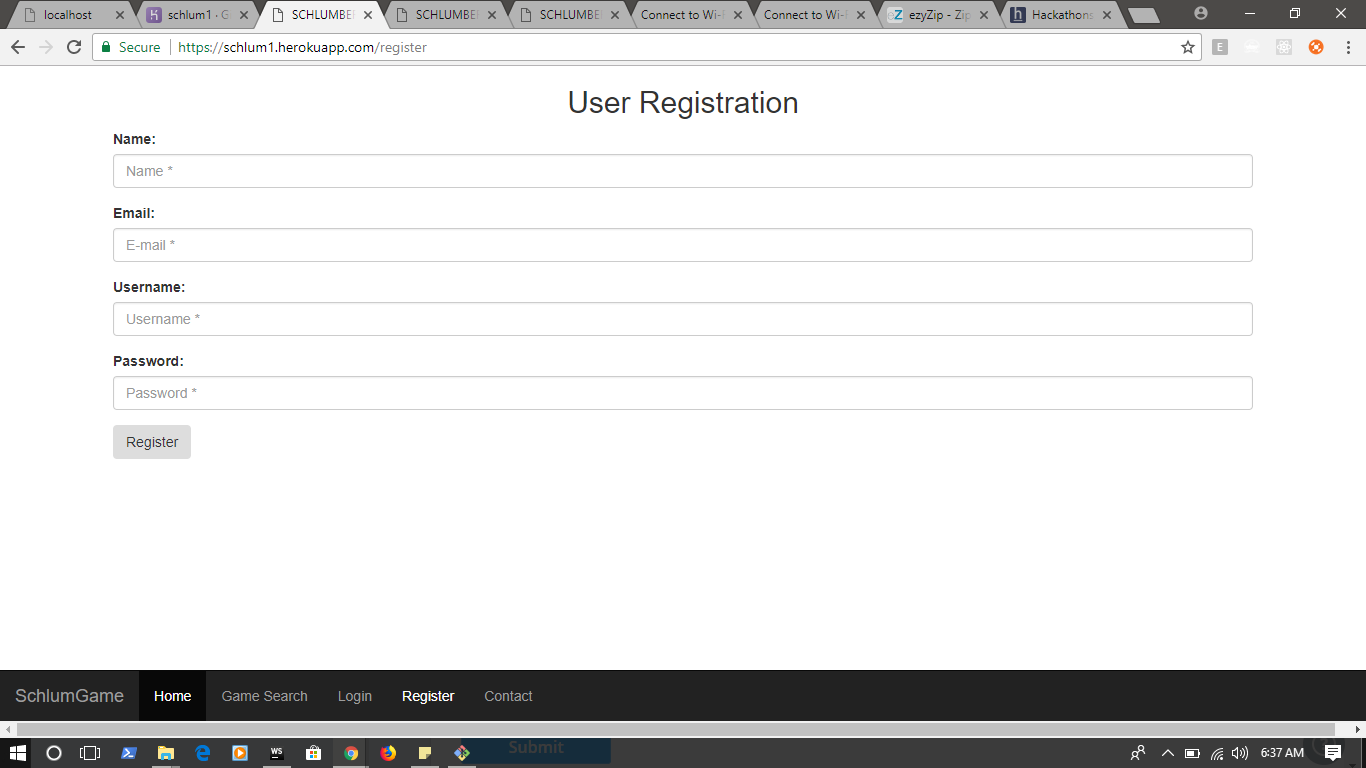 localhost
schlum1 · G
SCHLUMBE
SCHLUMBE
SCHLUMBE
Connect to Wi-
Connect to Wi-
ezyZip - Zip
Hackathons
Secure
https://schlum1.herokuapp.com/register
E
User Registration
Name:
Name *
Email:
E-mail *
Username:
Username *
Password:
Password *
Register
SchlumGame
Home
Game Search
Login
Register
Contact
Submit
WS
6:37 AM